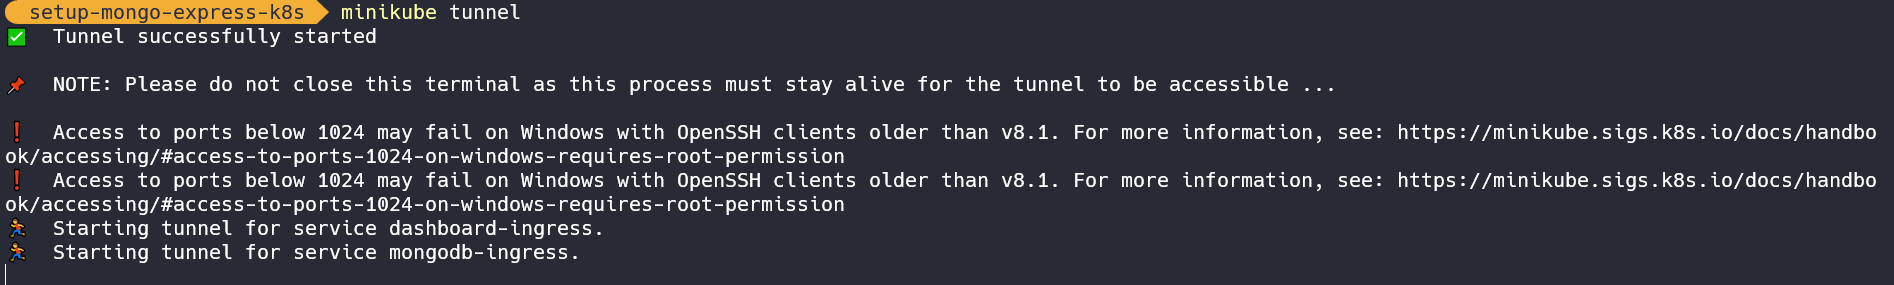 setup-mongo-express-k8s minikube tunnel
Tunnel successfully started
NOTE: Please do not close this terminal as this process must stay alive for the tunnel to be accessible ...
Access to ports below 1024 may fail on Windows with OpenSSH clients older than v8.1. For more information, see: https://minikube.sigs.k8s.io/docs/handbo
ok/accessing/#access-to-ports-1024-on-windows-requires-root-permission
Access to ports below 1024 may fail on Windows with OpenSSH clients older than v8.1. For more information, see: https://minikube.sigs.k8s.io/docs/handbo
ok/accessing/#access-to-ports-1024-on-windows-requires-root-permission
Starting tunnel for service dashboard-ingress.
Starting tunnel for service mongodb-ingress.